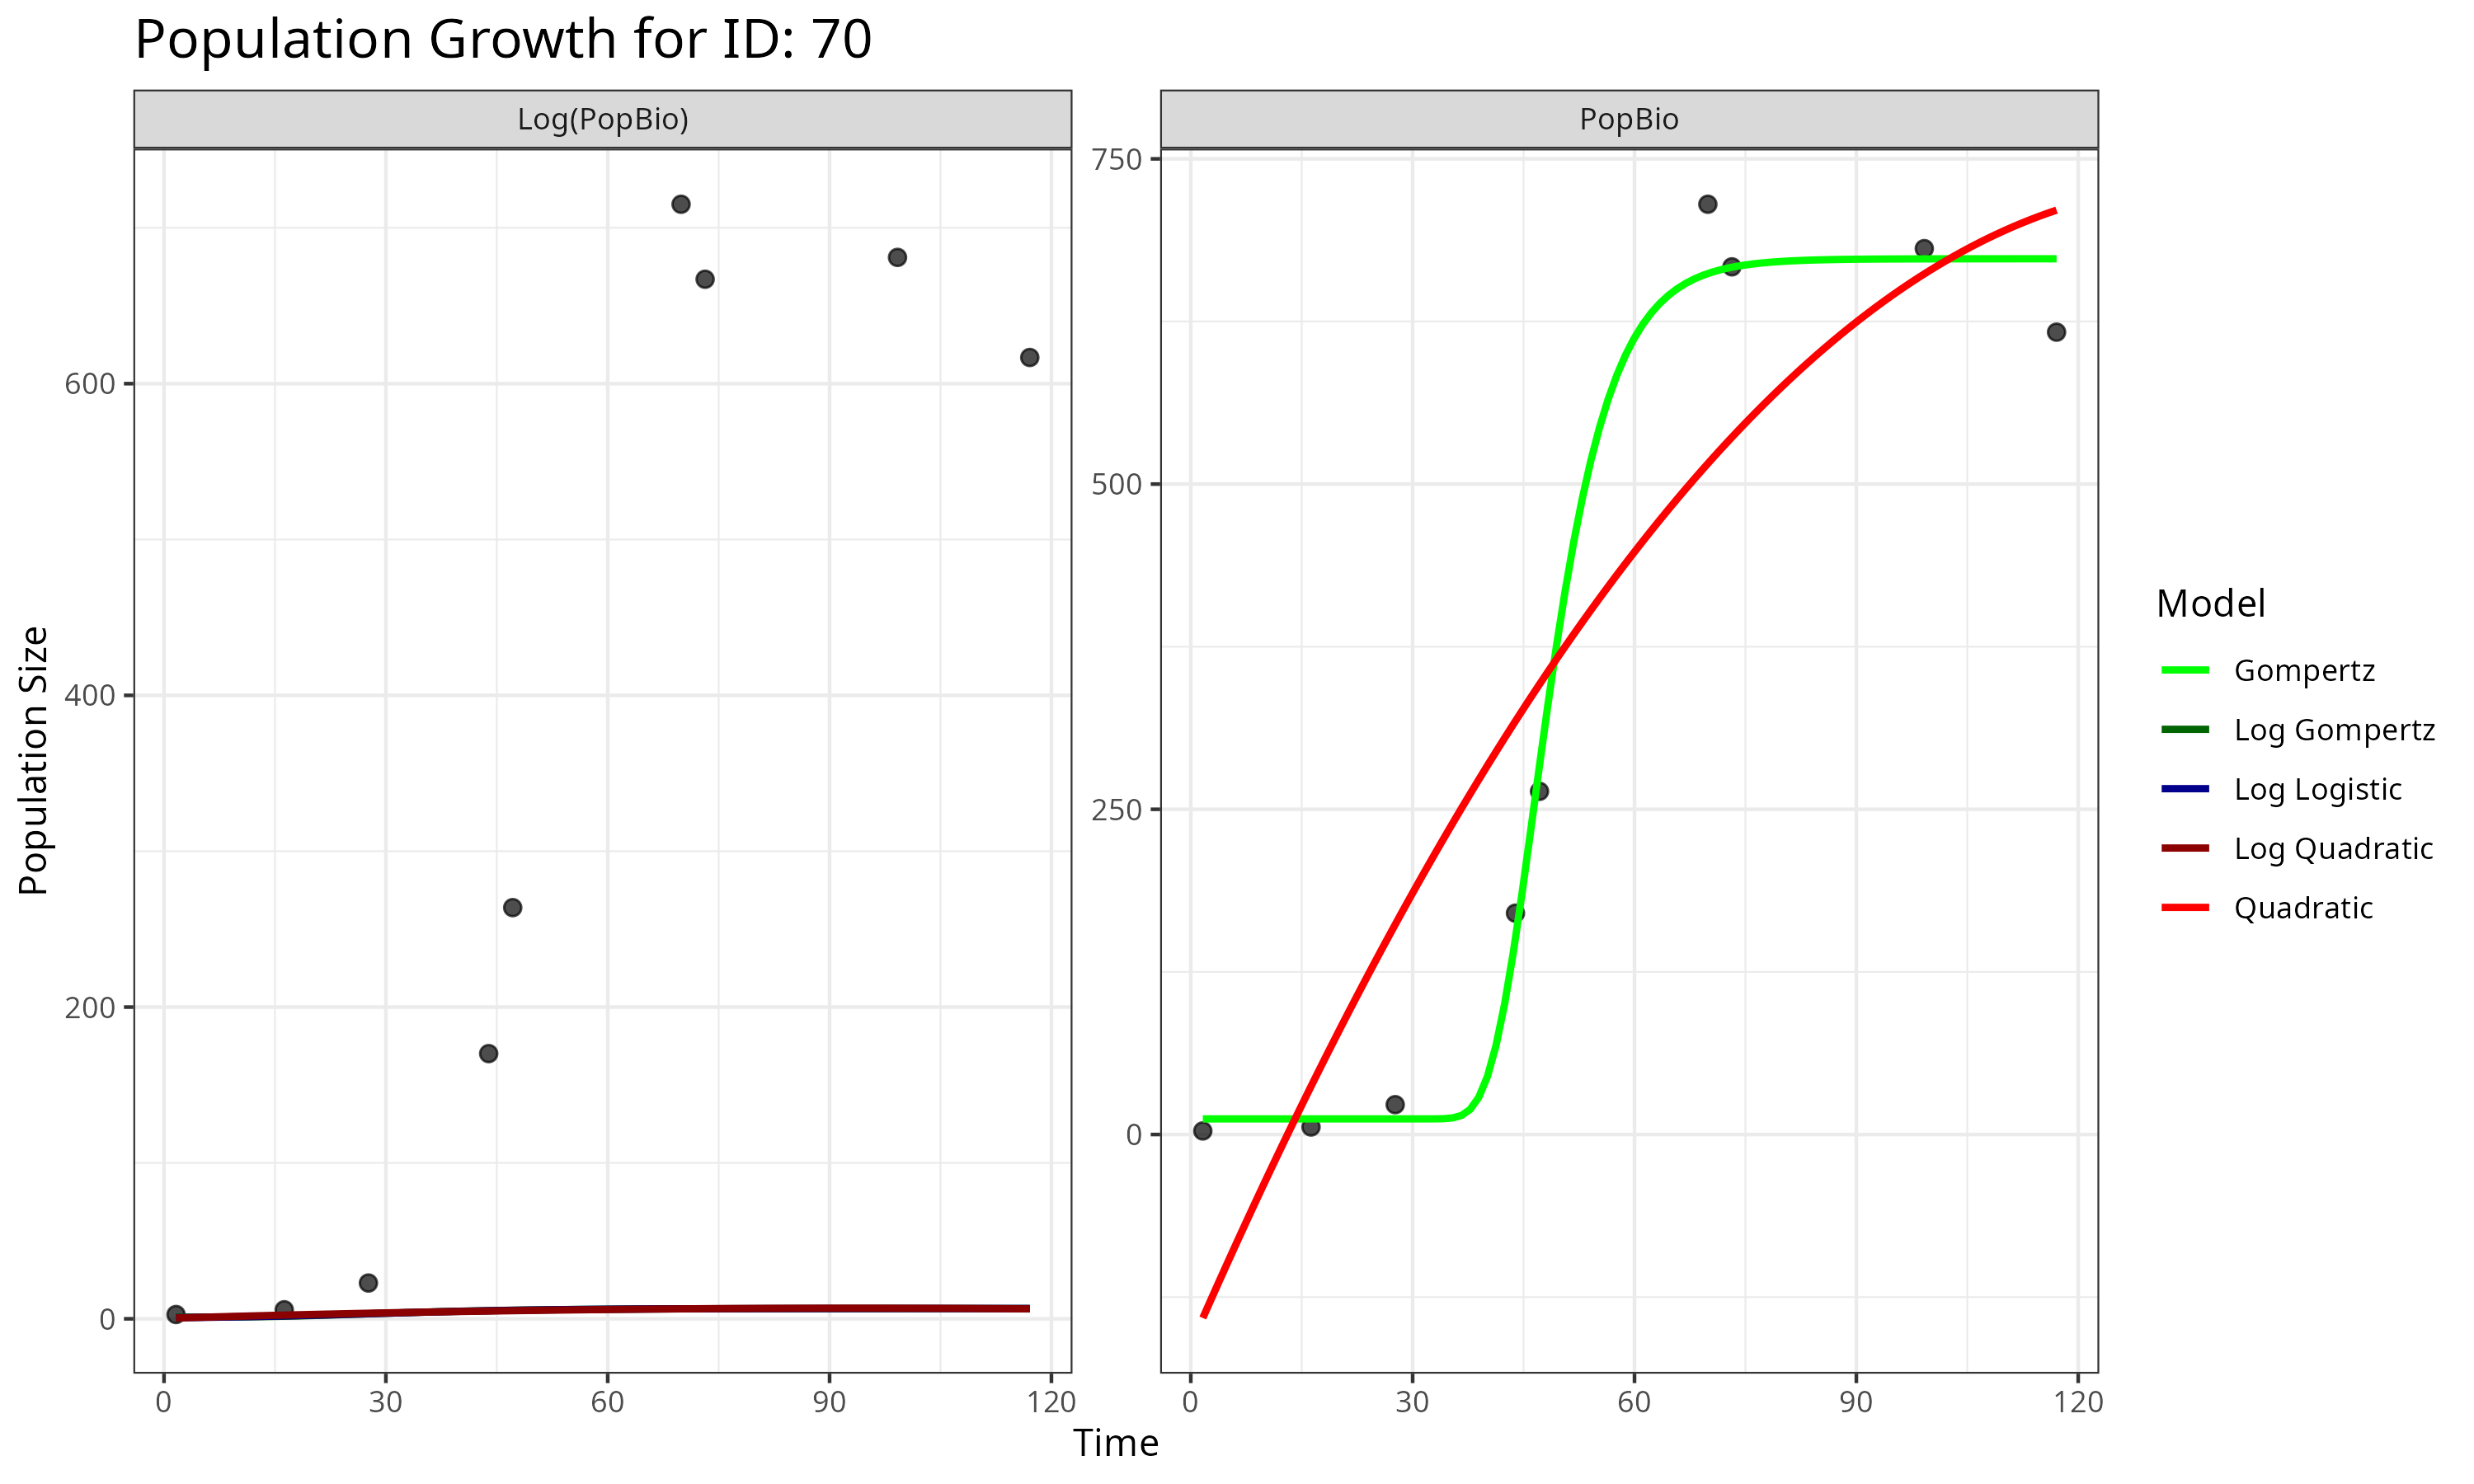 Population Growth for ID: 70
Log(PopBio)
PopBio
Population Size
600
400
200
0
750
500
250
0
0 30 60 90 120
0 30 60 90 120
Time
Model
Gompertz
Log Gompertz
Log Logistic
Log Quadratic
Quadratic